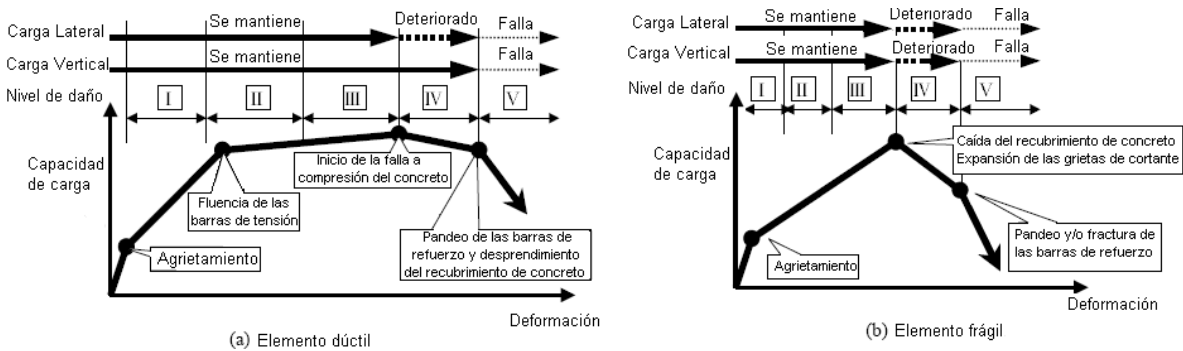 Carga Lateral
Se mantiene
Deteriorado
Falla
Carga Vertical
Se mantiene
Falla
Nivel de daño
I
II
III
IV
V
Capacidad
de carga
Inicio de la falla a
compresión del concreto
Fluencia de las
barras de tensión
Agrietamiento
Pandeo de las barras de
refuerzo y desprendimiento
del recubrimiento de concreto
Deformación
(a) Elemento dúctil
Carga Lateral
Se mantiene
Deteriorado
Falla
Carga Vertical
Se mantiene
Deteriorado
Falla
Nivel de daño
I
II
III
IV
V
Capacidad
de carga
Caída del recubrimiento de concreto
Expansión de las grietas de cortante
Pandeo y/o fractura de
las barras de refuerzo
Agrietamiento
Deformación
(b) Elemento frágil